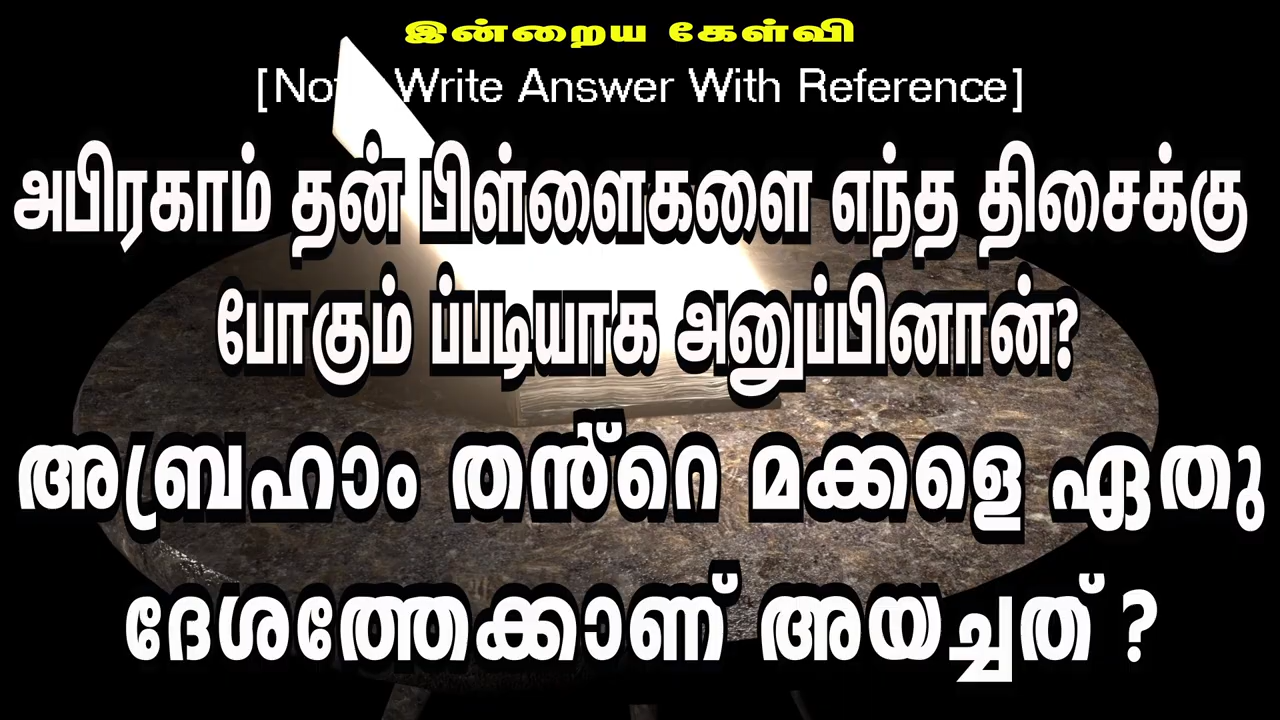 இன்றைய கேள்வி
[Not Write Answer With Reference]
அபிரகாம் தன் பிள்ளைகளை எந்த திசைக்கு
போகும் ப்படியாக அனுப்பினான்?
അബ്രഹാം തൻ്റെ മക്കളെ ഏതു
ദേശത്തേക്കാണ് അയച്ചത് ?